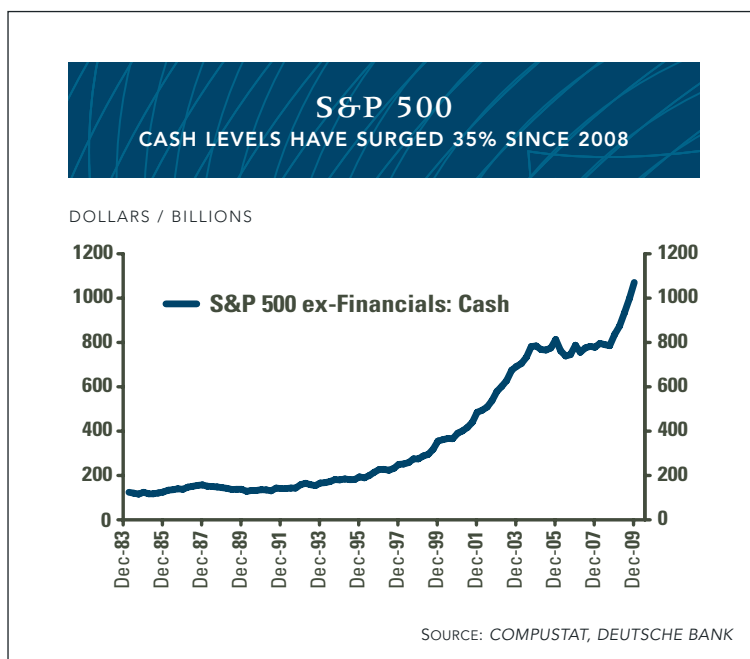 S&P 500
CASH LEVELS HAVE SURGED 35% SINCE 2008
DOLLARS / BILLIONS
1200 1200
1000 S&P 500 ex-Financials: Cash 1000
800 800
600 600
400 400
200 200
0 0
Dec-83 Dec-85 Dec-87 Dec-89 Dec-91 Dec-93 Dec-95 Dec-97 Dec-99 Dec-01 Dec-03 Dec-05 Dec-07 Dec-09
SOURCE: COMPUSTAT, DEUTSCHE BANK